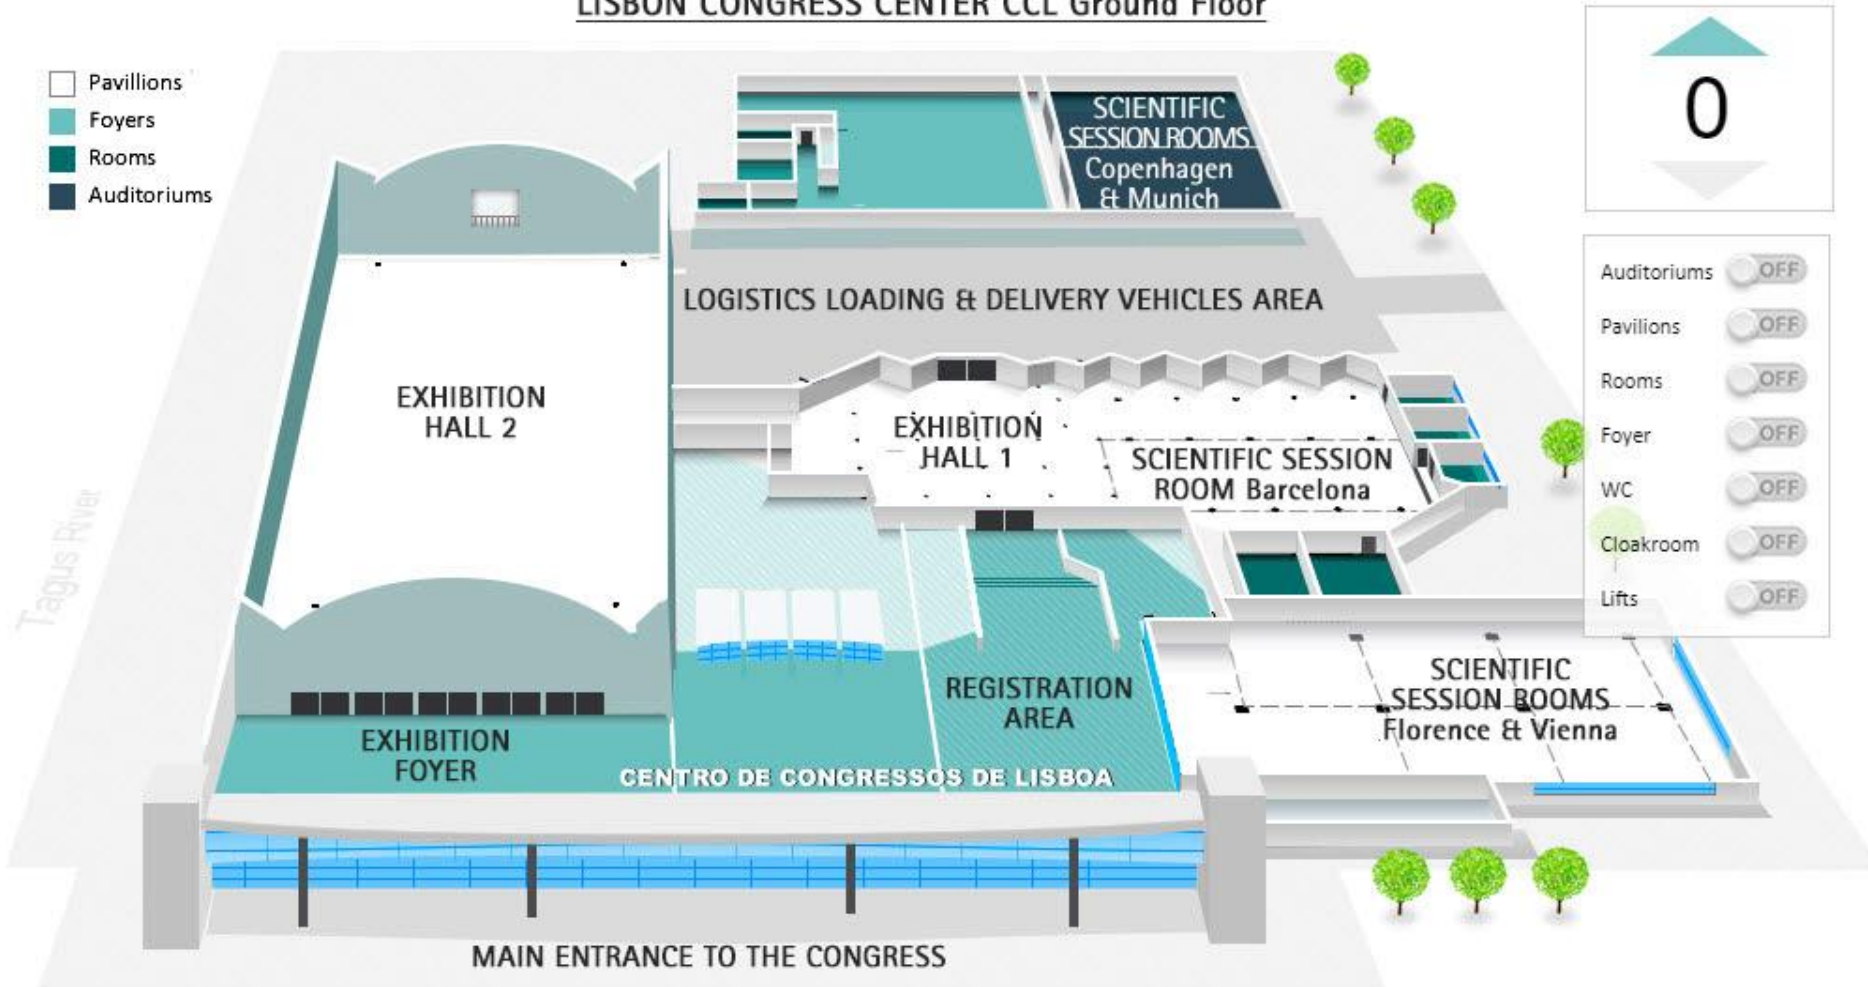 LISBON CONGRESS CENTER CCL Ground Floor
Pavillions
Foyers
Rooms
Auditoriums
0
SCIENTIFIC
SESSION ROOMS
Copenhagen
& Munich
Auditoriums OFF
Pavilions OFF
Rooms OFF
Foyer OFF
WC OFF
Cloakroom OFF
Lifts OFF
LOGISTICS LOADING & DELIVERY VEHICLES AREA
EXHIBITION
HALL 2
EXHIBITION
HALL 1
SCIENTIFIC SESSION
ROOM Barcelona
Tagus River
REGISTRATION
AREA
SCIENTIFIC
SESSION ROOMS
Florence & Vienna
EXHIBITION
FOYER
CENTRO DE CONGRESSOS DE LISBOA
MAIN ENTRANCE TO THE CONGRESS